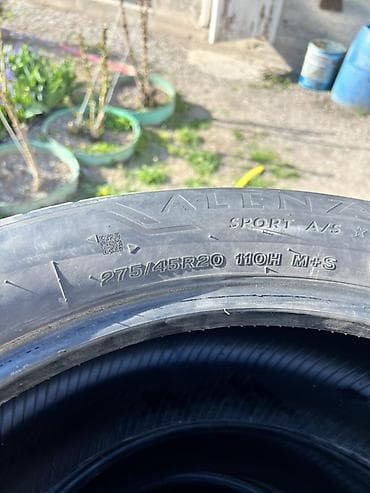 ALENZA
SPORT A/S
275/45R20 110H M+S